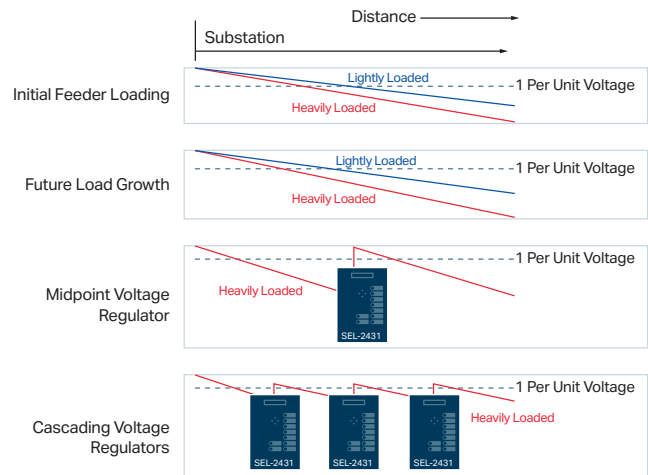 Distance
Substation
Initial Feeder Loading
Lightly Loaded
Heavily Loaded
1 Per Unit Voltage
Future Load Growth
Lightly Loaded
Heavily Loaded
1 Per Unit Voltage
Midpoint Voltage
Regulator
Heavily Loaded
SEL-2431
1 Per Unit Voltage
Cascading Voltage
Regulators
SEL-2431
SEL-2431
SEL-2431
1 Per Unit Voltage
Heavily Loaded